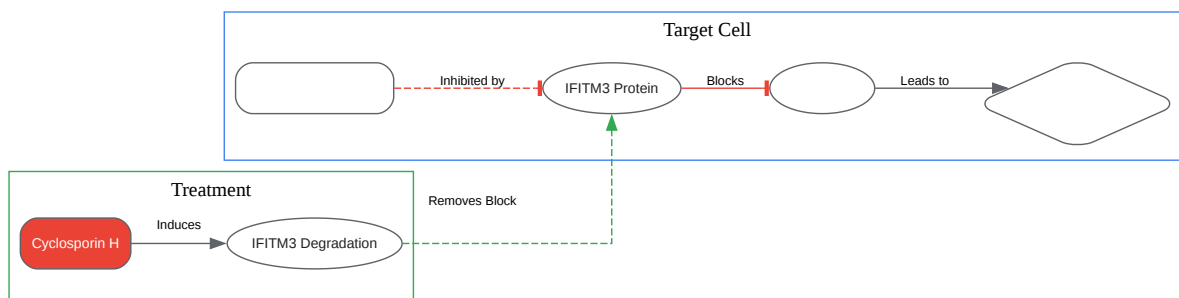 Target Cell
Inhibited by
IFITM3 Protein
Blocks
Leads to
Treatment
Removes Block
Cyclosporin H
Induces
IFITM3 Degradation